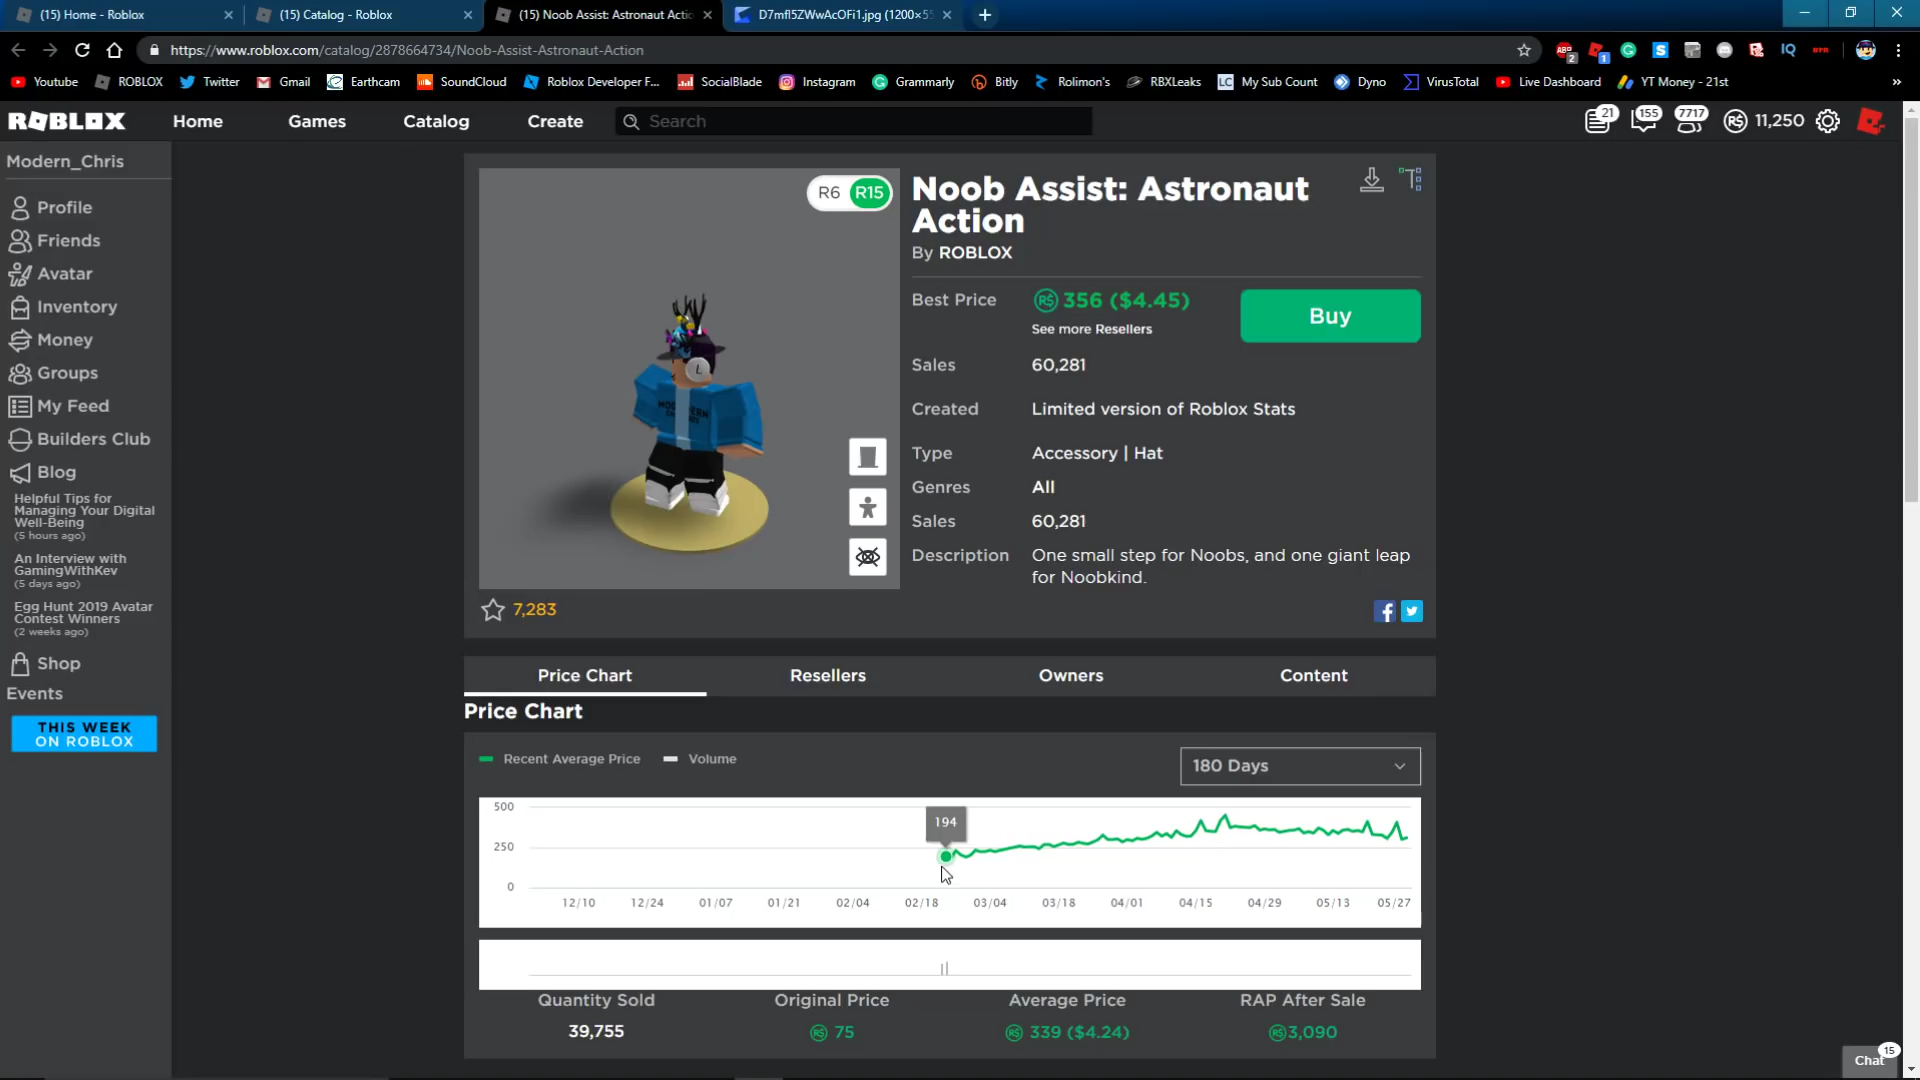 (15) Home - Roblox
(15) Catalog - Roblox
(15) Noob Assist: Astronaut Actio
D7mfI5ZWwAcOFi1.jpg (1200×5
https://www.roblox.com/catalog/2878664734/Noob-Assist-Astronaut-Action
ABP 2 1 IQ
Youtube ROBLOX Twitter Gmail Earthcam SoundCloud Roblox Developer F... SocialBlade Instagram Grammarly Bitly Rolimon's RBXLeaks LC My Sub Count Dyno VirusTotal Live Dashboard YT Money - 21st »
ROBLOX Home Games Catalog Create Search 21 155 7717 R$ 11,250
Modern_Chris
Profile
Friends
Avatar
Inventory
Money
Groups
My Feed
Builders Club
Blog
Helpful Tips for
Managing Your Digital
Well-Being
(5 hours ago)
An Interview with
GamingWithKev
(5 days ago)
Egg Hunt 2019 Avatar
Contest Winners
(2 weeks ago)
Shop
Events
THIS WEEK
ON ROBLOX
R6 R15
L
7,283
Noob Assist: Astronaut
Action
By ROBLOX
Best Price R$ 356 ($4.45)
See more Resellers
Buy
Sales 60,281
Created Limited version of Roblox Stats
Type Accessory | Hat
Genres All
Sales 60,281
Description One small step for Noobs, and one giant leap
for Noobkind.
Price Chart Resellers Owners Content
Price Chart
Recent Average Price Volume
180 Days
500
250
0
194
12/10 12/24 01/07 01/21 02/04 02/18 03/04 03/18 04/01 04/15 04/29 05/13 05/27
Quantity Sold Original Price Average Price RAP After Sale
39,755 R$ 75 R$ 339 ($4.24) R$ 3,090
Chat 15